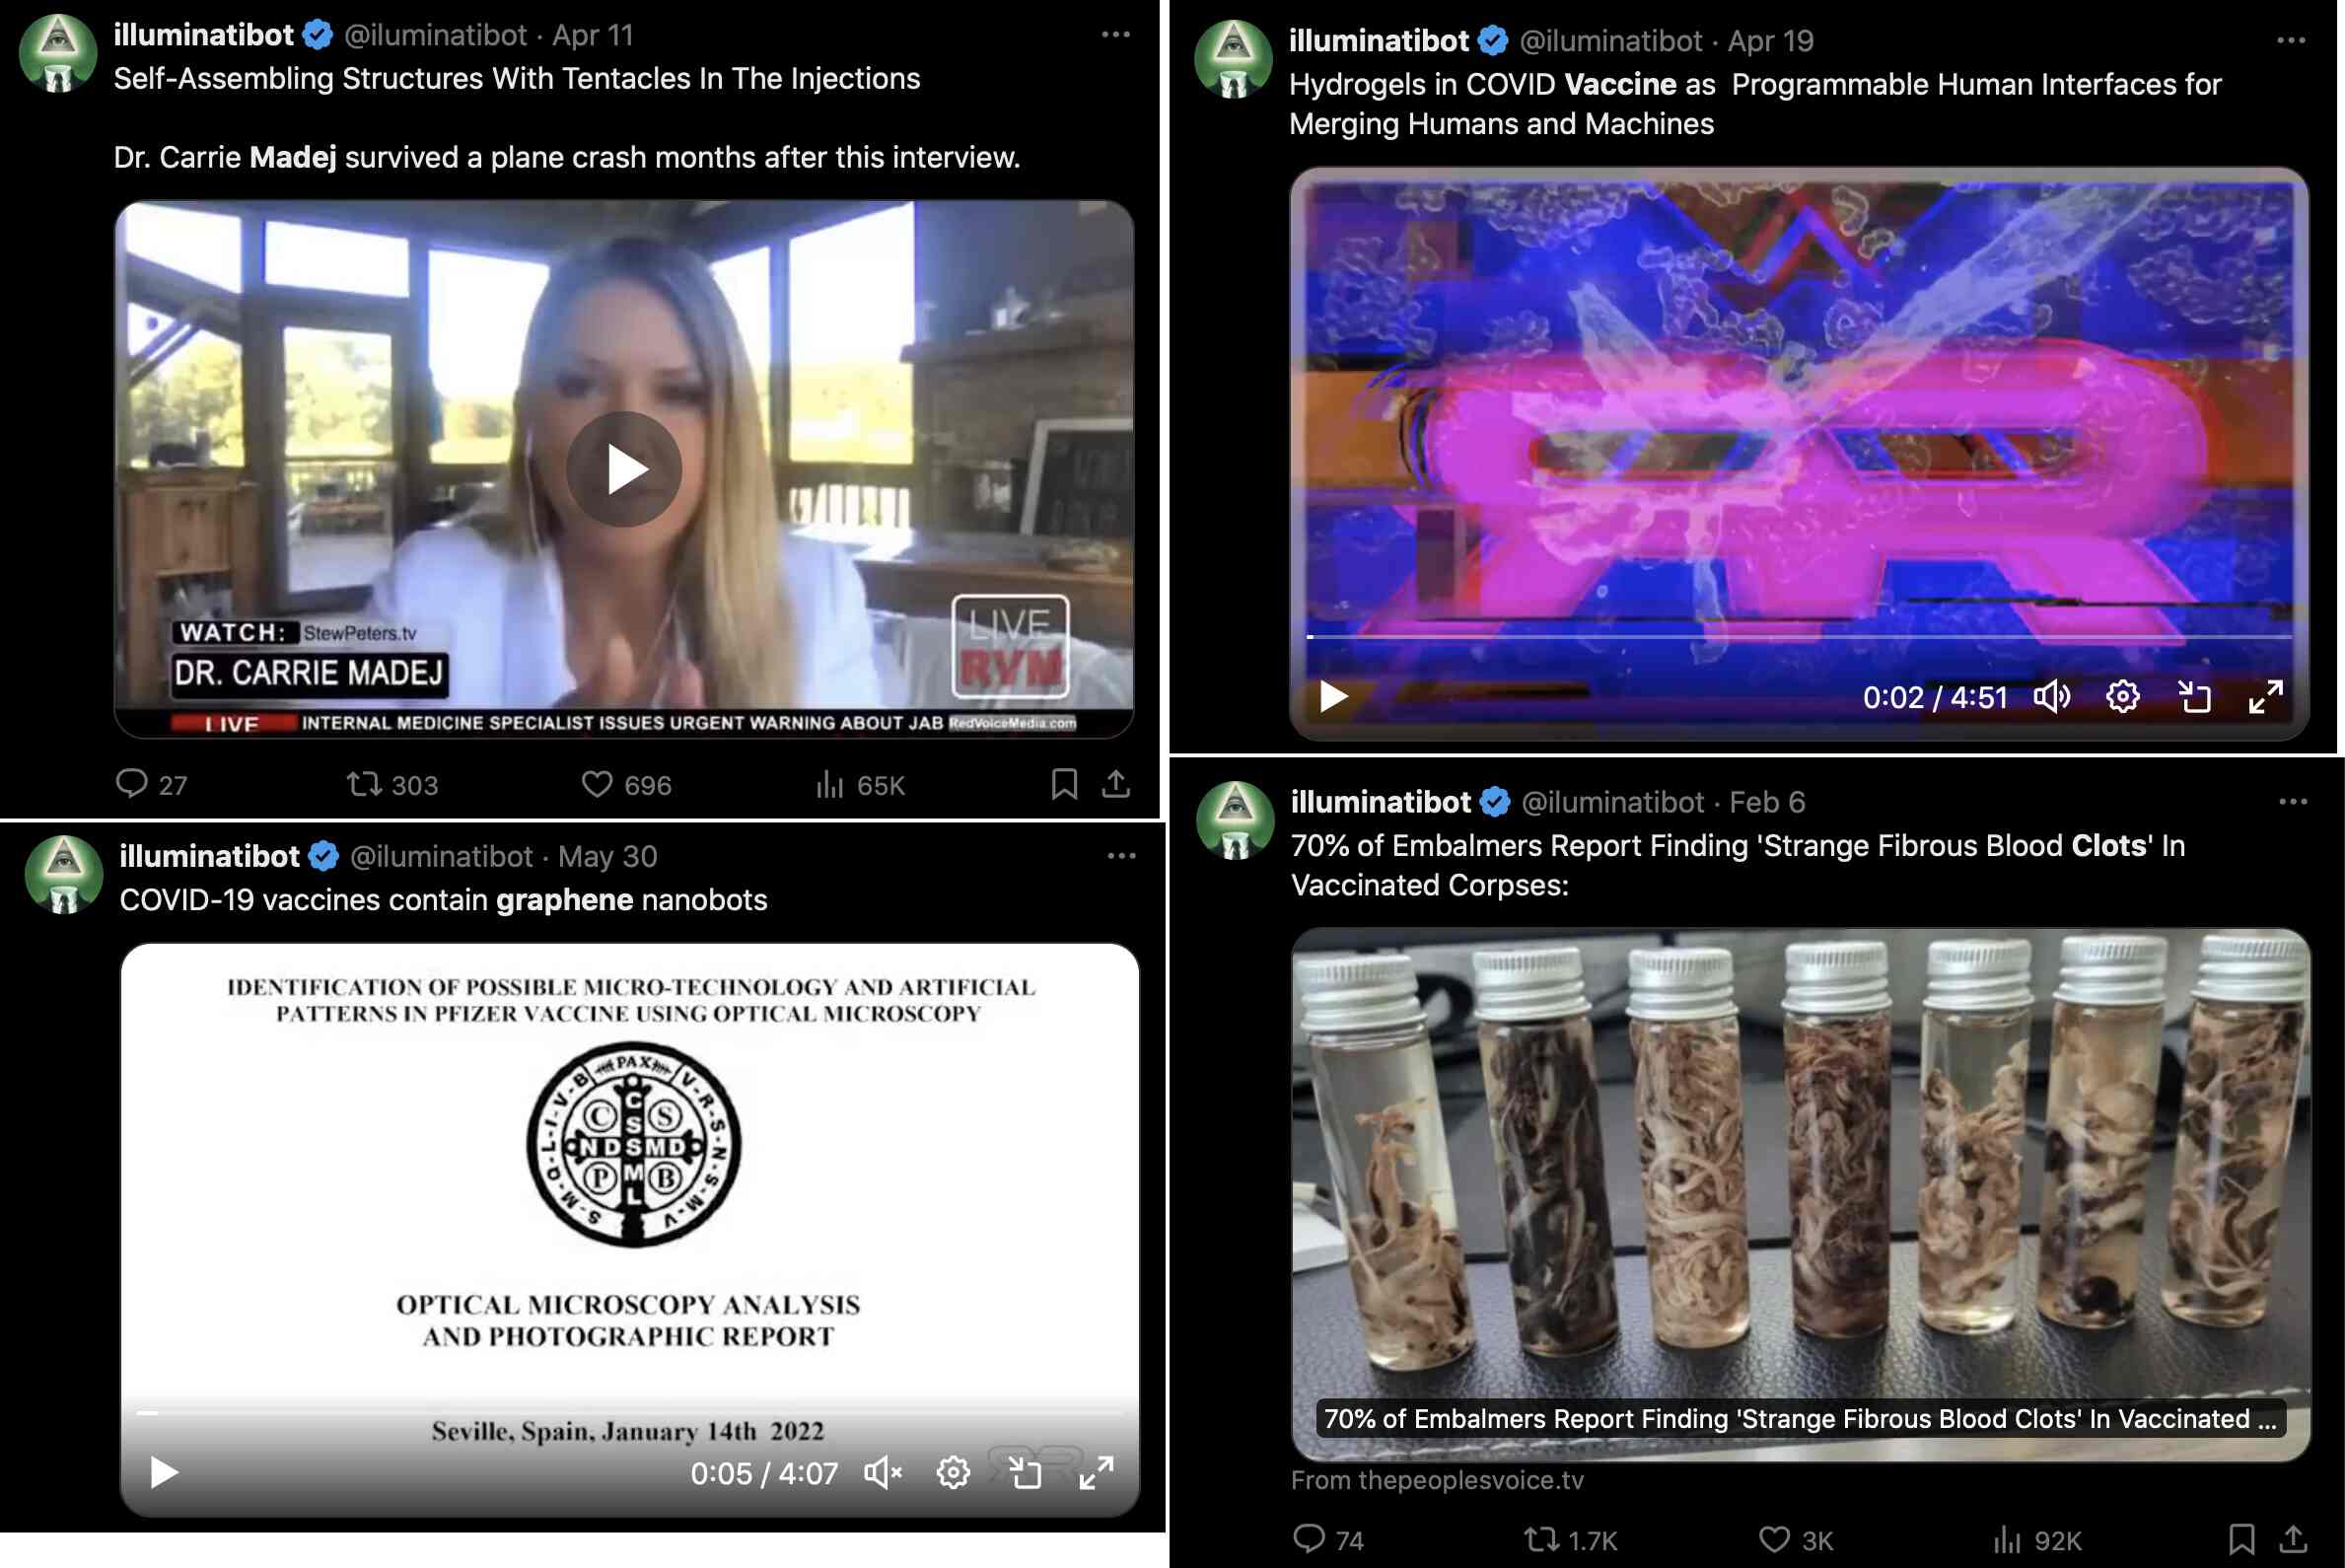 illuminatibot @iluminatibot · Apr 11
Self-Assembling Structures With Tentacles In The Injections
Dr. Carrie Madej survived a plane crash months after this interview.
WATCH: StewPeters.tv
DR. CARRIE MADEJ
LIVE
RVM
LIVE INTERNAL MEDICINE SPECIALIST ISSUES URGENT WARNING ABOUT JAB RedVoiceMedia.com
27 303 696 65K
illuminatibot @iluminatibot · Apr 19
Hydrogels in COVID Vaccine as Programmable Human Interfaces for
Merging Humans and Machines
0:02 / 4:51
illuminatibot @iluminatibot · May 30
COVID-19 vaccines contain graphene nanobots
IDENTIFICATION OF POSSIBLE MICRO-TECHNOLOGY AND ARTIFICIAL
PATTERNS IN PFIZER VACCINE USING OPTICAL MICROSCOPY
PAX
V-R-S-N-S-M-V
S-M-Q-L-I-V-B
C S
C S S M L
N D S M D
P B
OPTICAL MICROSCOPY ANALYSIS
AND PHOTOGRAPHIC REPORT
Seville, Spain, January 14th 2022
0:05 / 4:07
illuminatibot @iluminatibot · Feb 6
70% of Embalmers Report Finding 'Strange Fibrous Blood Clots' In
Vaccinated Corpses:
70% of Embalmers Report Finding 'Strange Fibrous Blood Clots' In Vaccinated ...
From thepeoplesvoice.tv
74 1.7K 3K 92K